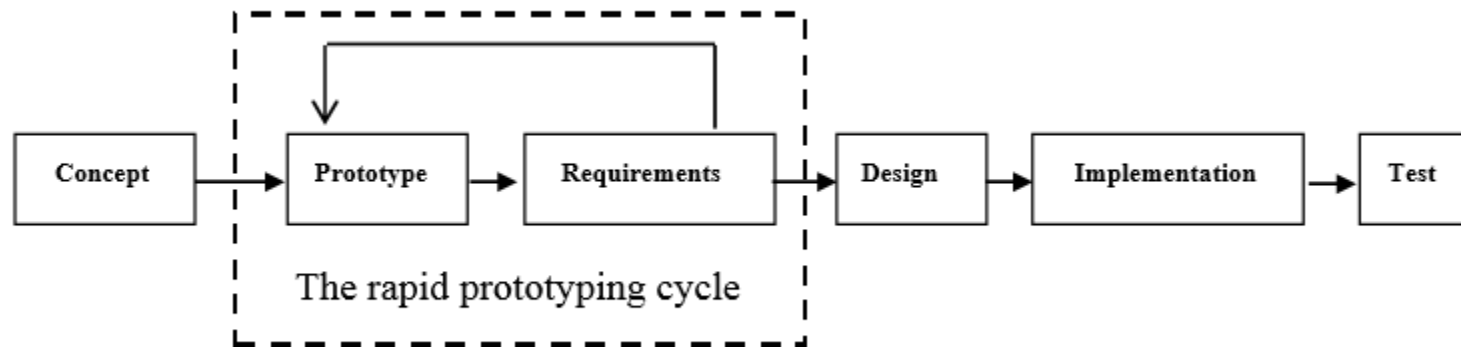 Concept
Prototype
Requirements
Design
Implementation
Test
The rapid prototyping cycle